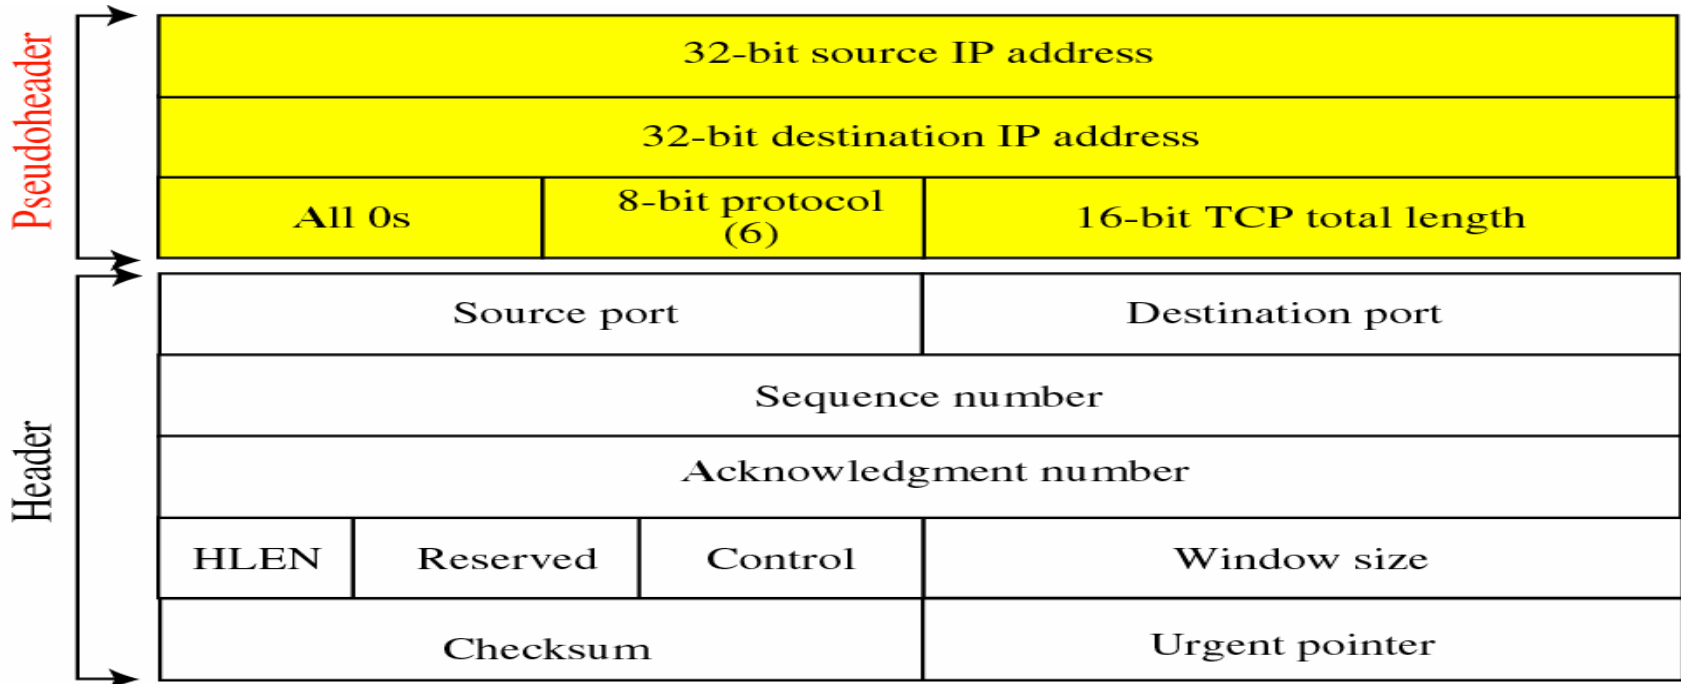 Pseudoheader
32-bit source IP address
32-bit destination IP address
All 0s
8-bit protocol
(6)
16-bit TCP total length
Header
Source port
Destination port
Sequence number
Acknowledgment number
HLEN
Reserved
Control
Window size
Checksum
Urgent pointer